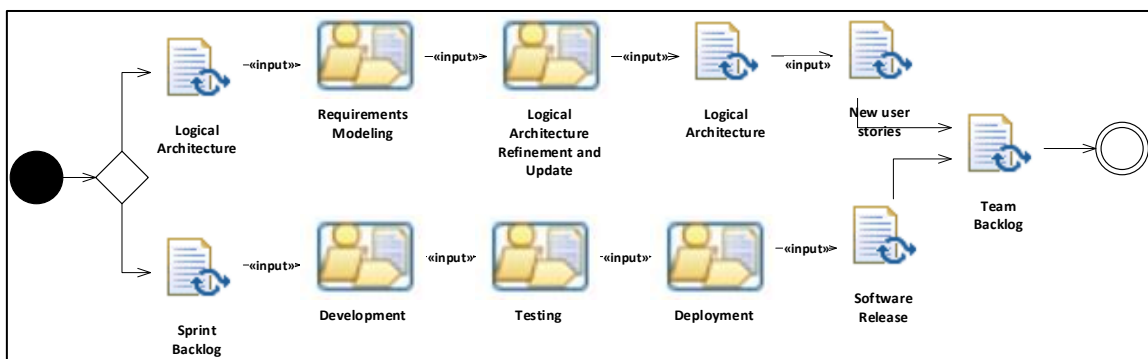 «input»
«input»
«input»
«input»
Logical
Architecture
Requirements
Modeling
Logical
Architecture
Refinement and
Update
Logical
Architecture
New user
stories
Team
Backlog
«input»
«input»
«input»
«input»
Sprint
Backlog
Development
Testing
Deployment
Software
Release